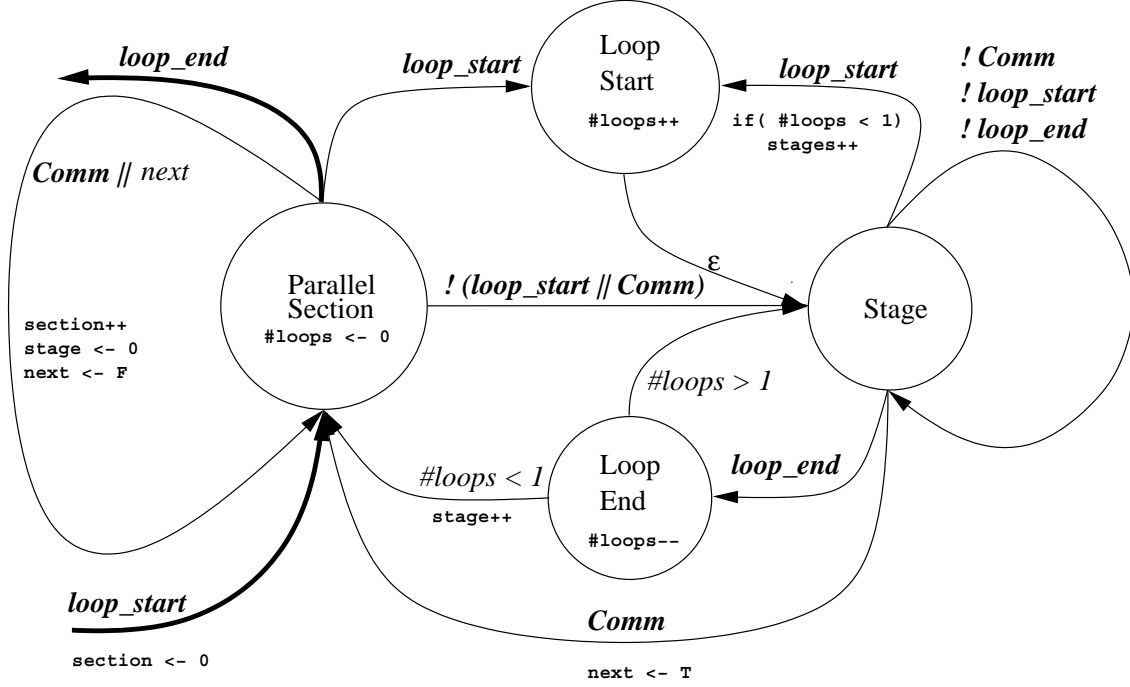 loop_end
loop_start
Loop
Start
#loops++
loop_start
if( #loops < 1)
stages++
! Comm
! loop_start
! loop_end
Comm || next
section++
stage <- 0
next <- F
Parallel
Section
#loops <- 0
! (loop_start || Comm)
ε
Stage
#loops > 1
#loops < 1
stage++
Loop
End
#loops--
loop_end
loop_start
section <- 0
Comm
next <- T